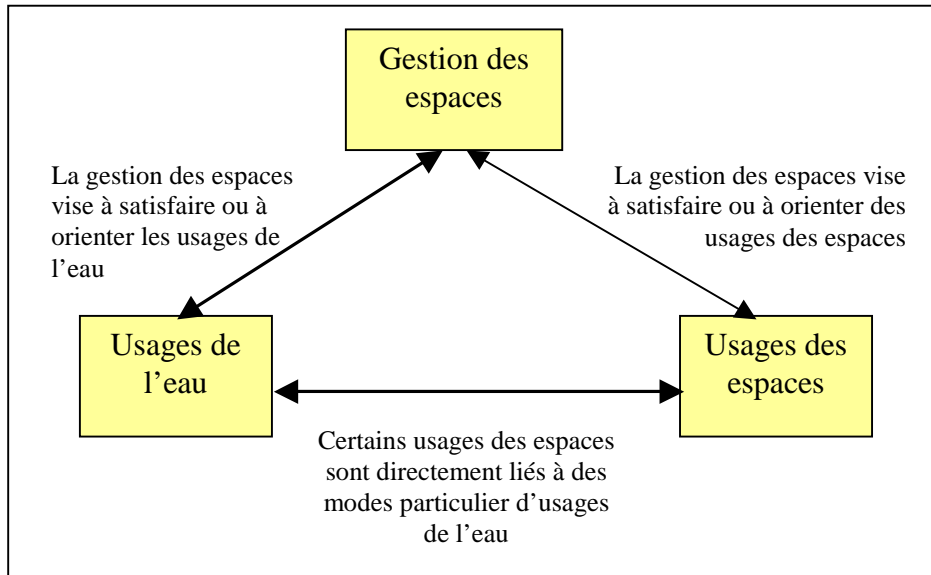 Gestion des
espaces
La gestion des espaces
vise à satisfaire ou à
orienter les usages de
l’eau
La gestion des espaces vise
à satisfaire ou à orienter des
usages des espaces
Usages de
l’eau
Usages des
espaces
Certains usages des espaces
sont directement liés à des
modes particulier d’usages
de l’eau